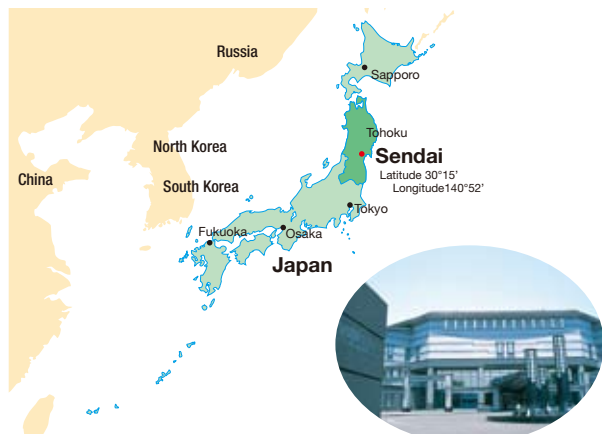 Russia
Sapporo
Tohoku
North Korea
Sendai
China
Latitude 30°15’
South Korea
Longitude140°52’
Tokyo
Fukuoka
Osaka
Japan